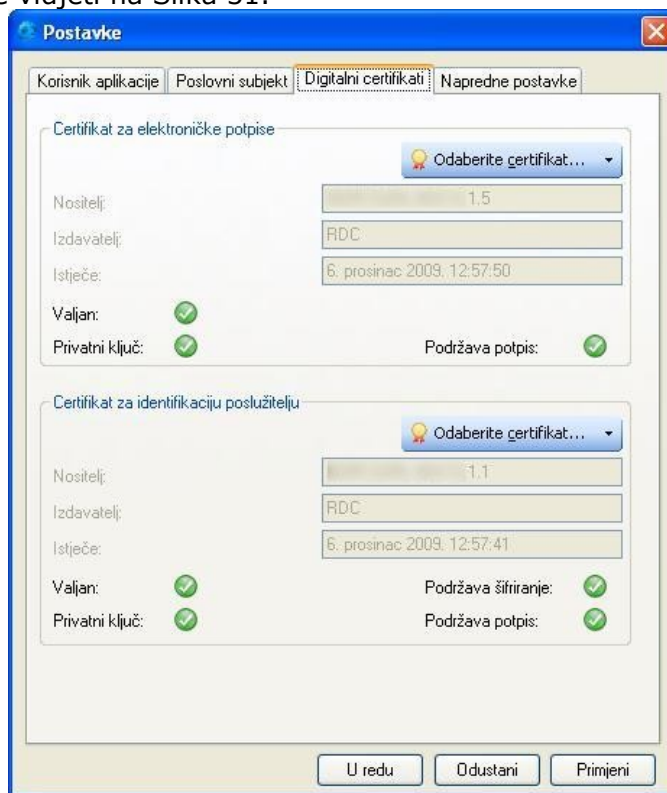 vidjeti na Slika 31.
Postavke
Korisnik aplikacije Poslovni subjekt Digitalni certifikati Napredne postavke
Certifikat za elektroničke potpise
Odaberite certifikat...
Nositelj: 1.5
Izdavatelj: RDC
Istječe: 6. prosinac 2009. 12:57:50
Valjan:
Privatni ključ: Podržava potpis:
Certifikat za identifikaciju poslužitelju
Odaberite certifikat...
Nositelj: 1.1
Izdavatelj: RDC
Istječe: 6. prosinac 2009. 12:57:41
Valjan: Podržava šifriranje:
Privatni ključ: Podržava potpis:
U redu Odustani Primjeni